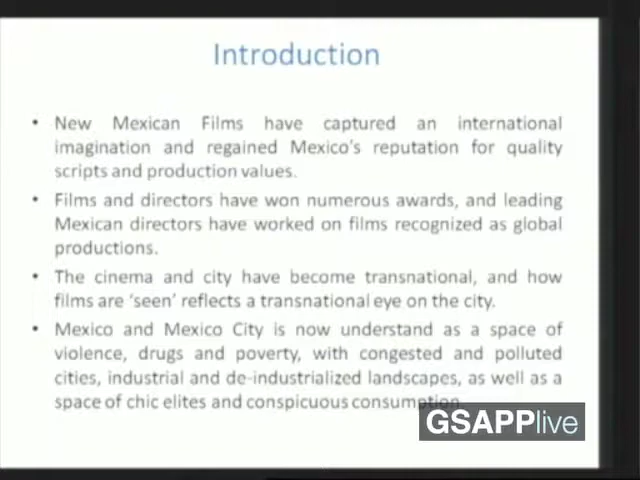 Introduction
• New Mexican Films have captured an international
imagination and regained Mexico's reputation for quality
scripts and production values.
• Films and directors have won numerous awards, and leading
Mexican directors have worked on films recognized as global
productions.
• The cinema and city have become transnational, and how
films are 'seen' reflects a transnational eye on the city.
• Mexico and Mexico City is now understand as a space of
violence, drugs and poverty, with congested and polluted
cities, industrial and de-industrialized landscapes, as well as a
space of chic elites and conspicuous consumption.
GSAPPlive